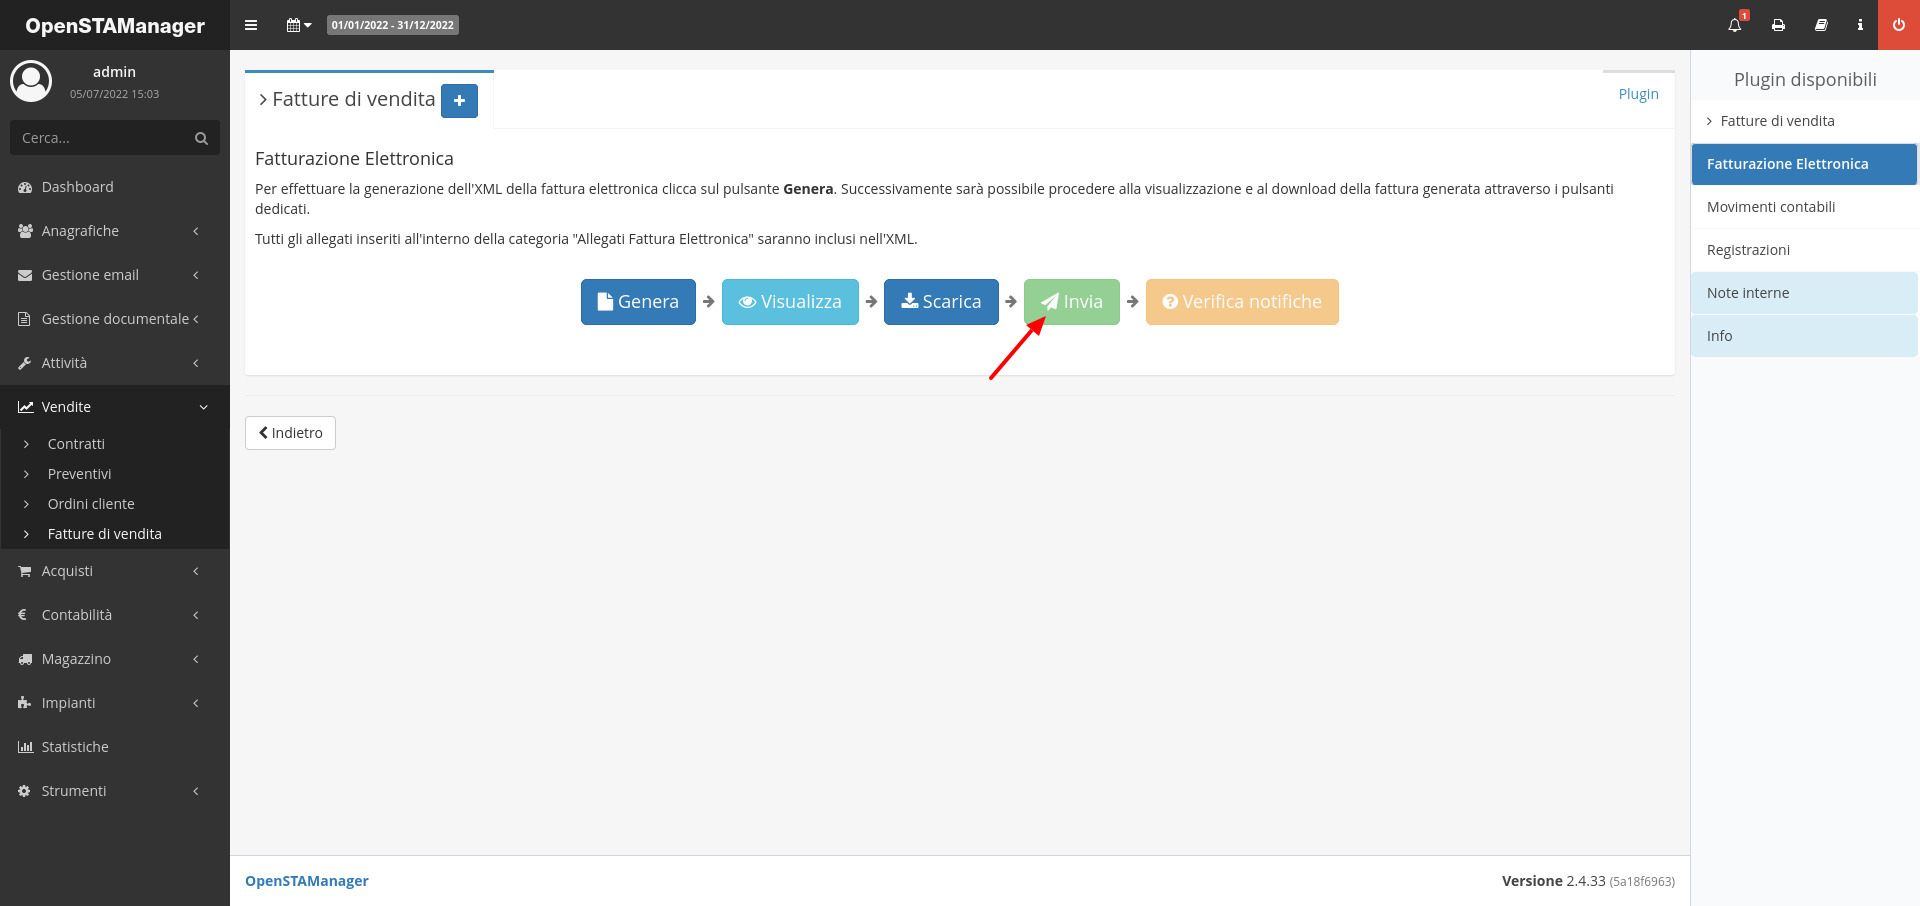 OpenSTAManager
01/01/2022 - 31/12/2022
1
admin
05/07/2022 15:03
Cerca...
Dashboard
Anagrafiche
Gestione email
Gestione documentale
Attività
Vendite
Contratti
Preventivi
Ordini cliente
Fatture di vendita
Acquisti
Contabilità
Magazzino
Impianti
Statistiche
Strumenti
Fatture di vendita
Plugin
Fatturazione Elettronica
Per effettuare la generazione dell'XML della fattura elettronica clicca sul pulsante Genera. Successivamente sarà possibile procedere alla visualizzazione e al download della fattura generata attraverso i pulsanti
dedicati.
Tutti gli allegati inseriti all'interno della categoria "Allegati Fattura Elettronica" saranno inclusi nell'XML.
Genera Visualizza Scarica Invia Verifica notifiche
Indietro
Plugin disponibili
Fatture di vendita
Fatturazione Elettronica
Movimenti contabili
Registrazioni
Note interne
Info
OpenSTAManager
Versione 2.4.33 (5a18f6963)